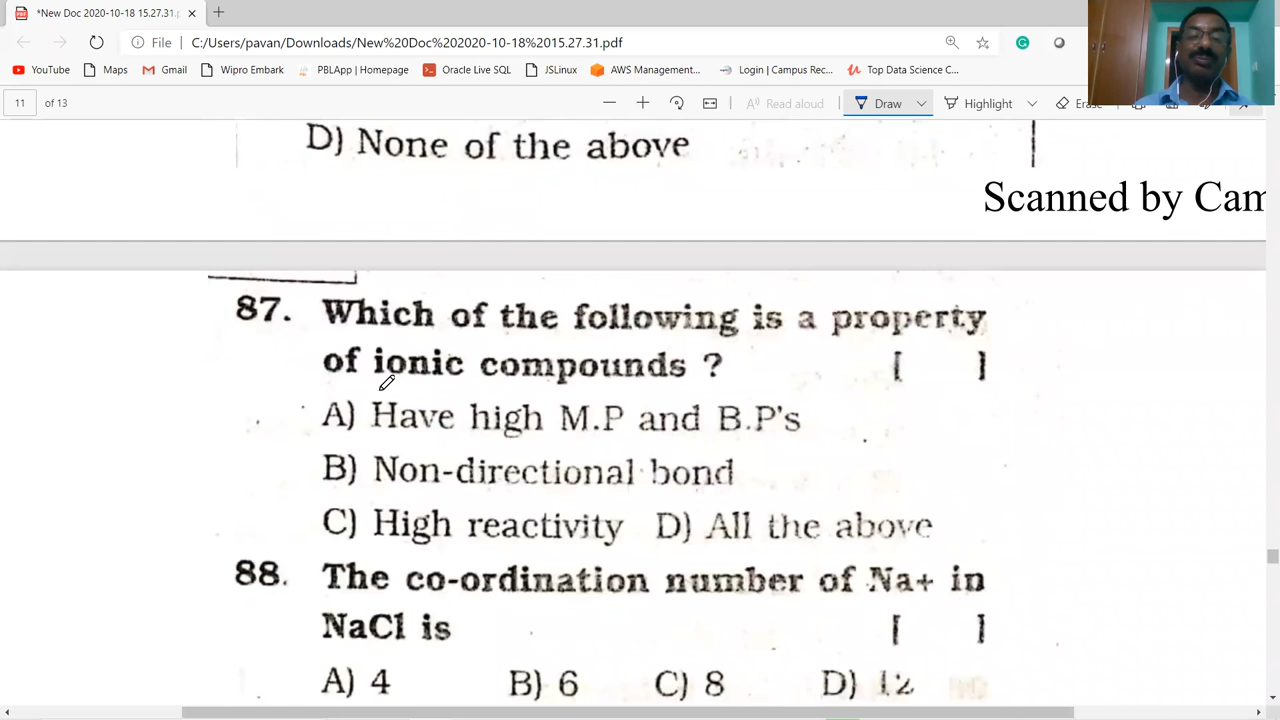 *New Doc 2020-10-18 15.27.31.p
File C:/Users/pavan/Downloads/New%20Doc%202020-10-18%2015.27.31.pdf
YouTube Maps Gmail Wipro Embark PBLApp | Homepage Oracle Live SQL JSLinux AWS Management... Login | Campus Rec... Top Data Science C...
11 of 13 Read aloud Draw Highlight Erase
D) None of the above
Scanned by Cam
87. Which of the following is a property
of ionic compounds ? [ ]
A) Have high M.P and B.P's
B) Non-directional bond
C) High reactivity D) All the above
88. The co-ordination number of Na+ in
NaCl is [ ]
A) 4 B) 6 C) 8 D) 12